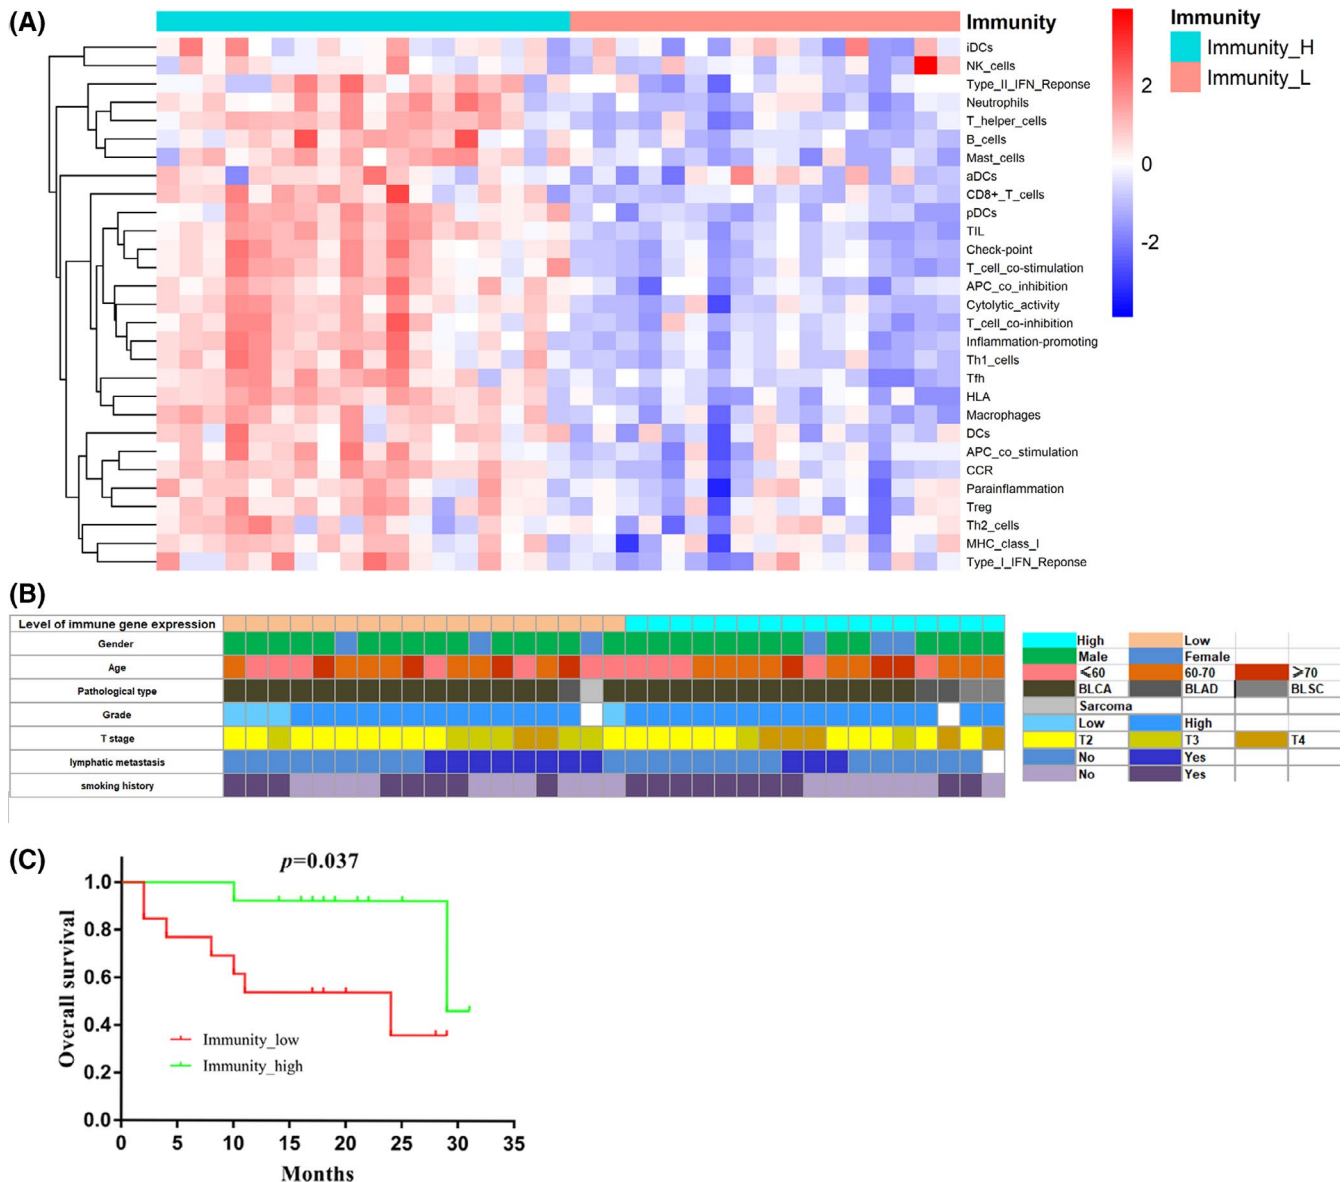 (A)
Immunity
iDCs
NK_cells
Type_II_IFN_Reponse
Neutrophils
T_helper_cells
B_cells
Mast_cells
aDCs
CD8+_T_cells
pDCs
TIL
Check-point
T_cell_co-stimulation
APC_co_inhibition
Cytolytic_activity
T_cell_co-inhibition
Inflammation-promoting
Th1_cells
Tfh
HLA
Macrophages
DCs
APC_co_stimulation
CCR
Parainflammation
Treg
Th2_cells
MHC_class_I
Type_I_IFN_Reponse
2
0
-2
Immunity
Immunity_H
Immunity_L
(B)
Level of immune gene expression
Gender
Age
Pathological type
Grade
T stage
lymphatic metastasis
smoking history
High Low
Male Female
⩽60 60-70 ⩾70
BLCA BLAD BLSC
Sarcoma
Low High
T2 T3 T4
No Yes
No Yes
(C)
p=0.037
Overall survival
1.0
0.8
0.6
0.4
0.2
0.0
Immunity_low
Immunity_high
0 5 10 15 20 25 30 35
Months